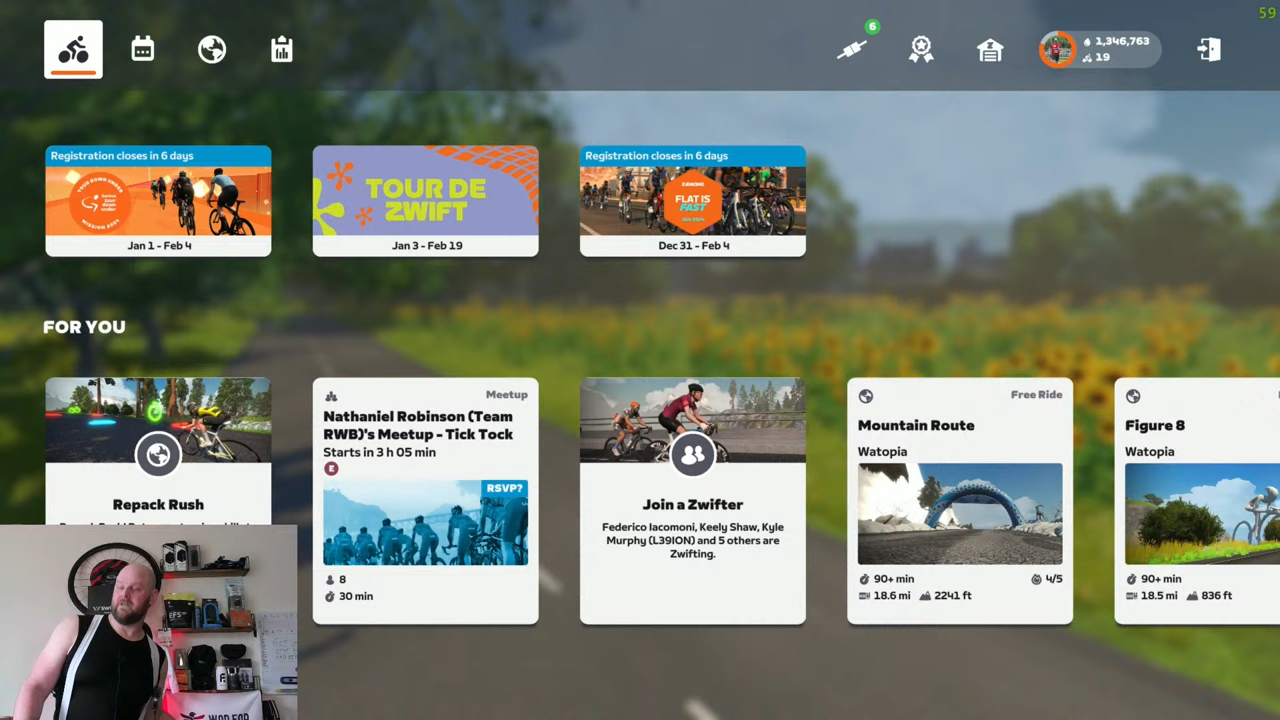 59
6
1,346,763
19
Registration closes in 6 days
Jan 1 - Feb 4
TOUR DE
ZWIFT
Jan 3 - Feb 19
Registration closes in 6 days
FLAT IS
FAST
Dec 31 - Feb 4
FOR YOU
Repack Rush
Meetup
Nathaniel Robinson (Team
RWB)'s Meetup - Tick Tock
Starts in 3 h 05 min
E
RSVP?
8
30 min
Join a Zwifter
Federico Iacomoni, Keely Shaw, Kyle
Murphy (L39ION) and 5 others are
Zwifting.
Free Ride
Mountain Route
Watopia
90+ min
4/5
18.6 mi
2241 ft
Figure 8
Watopia
90+ min
18.5 mi
836 ft